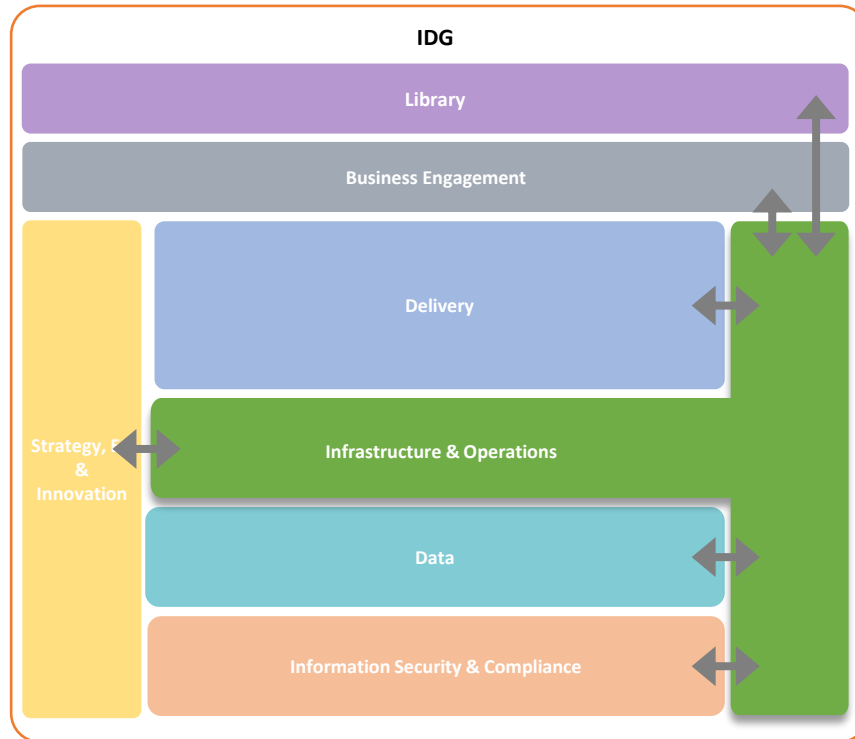 IDG
Library
Business Engagement
Delivery
Strategy,
&
Innovation
Infrastructure & Operations
Data
Information Security & Compliance